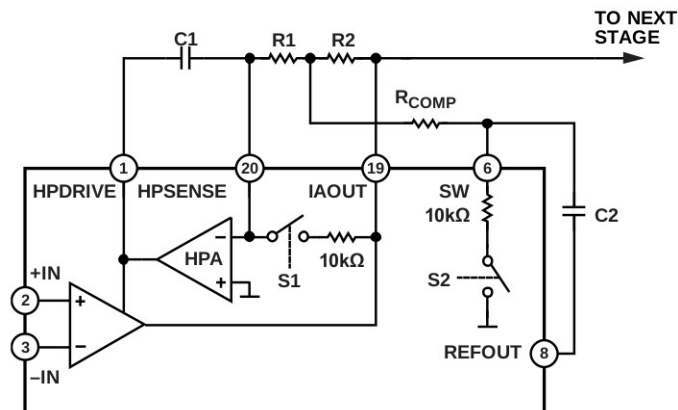 TO NEXT
STAGE
C1
R1
R2
RCOMP
1
20
19
6
HPDRIVE
HPSENSE
IAOUT
SW
10kΩ
C2
HPA
–
+
S1
10kΩ
S2
+IN
2
+
3
–
–IN
REFOUT
8